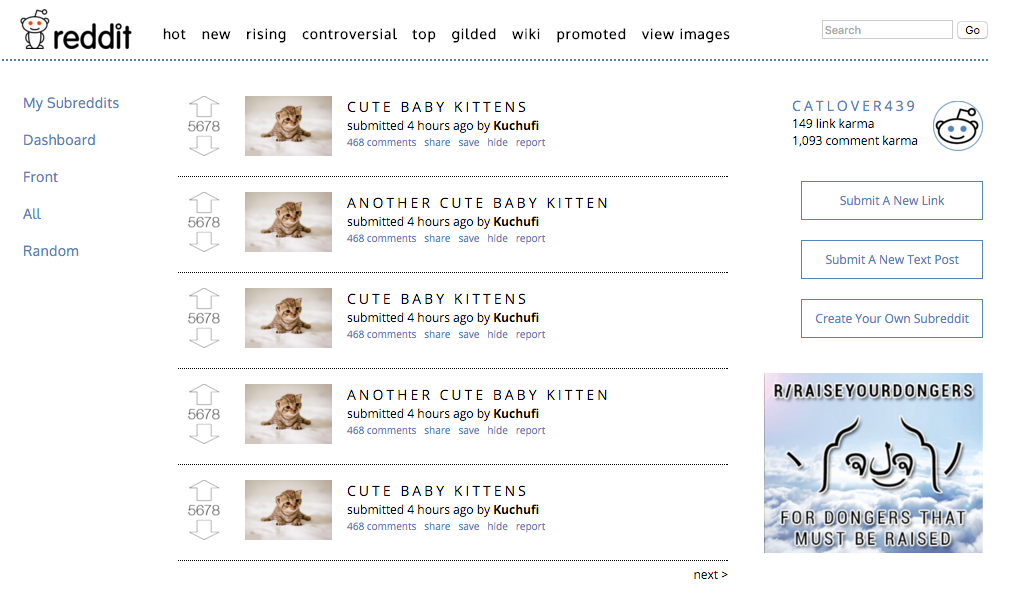 reddit
hot new rising controversial top gilded wiki promoted view images
Search
Go
My Subreddits
Dashboard
Front
All
Random
5678
CUTE BABY KITTENS
submitted 4 hours ago by Kuchufi
468 comments share save hide report
5678
ANOTHER CUTE BABY KITTEN
submitted 4 hours ago by Kuchufi
468 comments share save hide report
5678
CUTE BABY KITTENS
submitted 4 hours ago by Kuchufi
468 comments share save hide report
5678
ANOTHER CUTE BABY KITTEN
submitted 4 hours ago by Kuchufi
468 comments share save hide report
5678
CUTE BABY KITTENS
submitted 4 hours ago by Kuchufi
468 comments share save hide report
next >
CATLOVER439
149 link karma
1,093 comment karma
Submit A New Link
Submit A New Text Post
Create Your Own Subreddit
R/RAISEYOURDONGERS
FOR DONGERS THAT
MUST BE RAISED